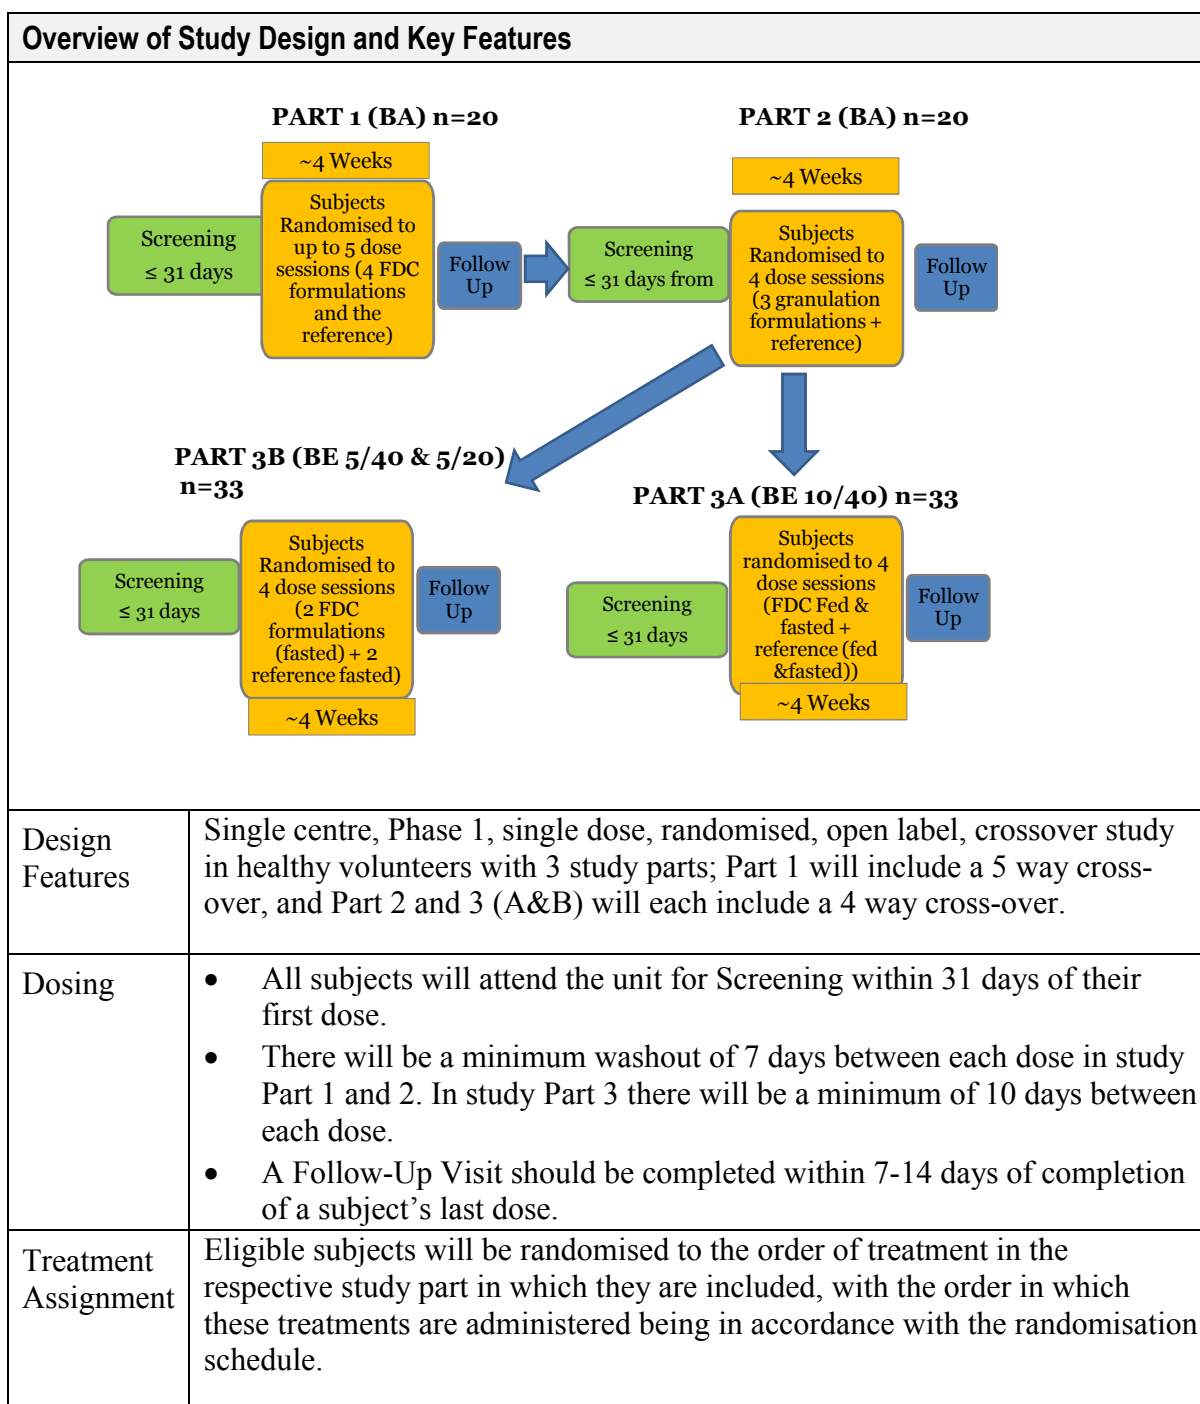 Overview of Study Design and Key Features
PART 1 (BA) n=20
~4 Weeks
Screening
≤ 31 days
Subjects
Randomised to
up to 5 dose
sessions (4 FDC
formulations
and the
reference)
Follow
Up
PART 2 (BA) n=20
~4 Weeks
Screening
≤ 31 days from
Subjects
Randomised to
4 dose sessions
(3 granulation
formulations +
reference)
Follow
Up
PART 3B (BE 5/40 & 5/20)
n=33
Screening
≤ 31 days
Subjects
Randomised to
4 dose sessions
(2 FDC
formulations
(fasted) + 2
reference fasted)
~4 Weeks
Follow
Up
PART 3A (BE 10/40) n=33
Screening
≤ 31 days
Subjects
randomised to 4
dose sessions
(FDC Fed &
fasted +
reference (fed
&fasted))
~4 Weeks
Follow
Up
Design
Features
Single centre, Phase 1, single dose, randomised, open label, crossover study
in healthy volunteers with 3 study parts; Part 1 will include a 5 way cross-
over, and Part 2 and 3 (A&B) will each include a 4 way cross-over.
Dosing
• All subjects will attend the unit for Screening within 31 days of their
first dose.
• There will be a minimum washout of 7 days between each dose in study
Part 1 and 2. In study Part 3 there will be a minimum of 10 days between
each dose.
• A Follow-Up Visit should be completed within 7-14 days of completion
of a subject's last dose.
Treatment
Assignment
Eligible subjects will be randomised to the order of treatment in the
respective study part in which they are included, with the order in which
these treatments are administered being in accordance with the randomisation
schedule.